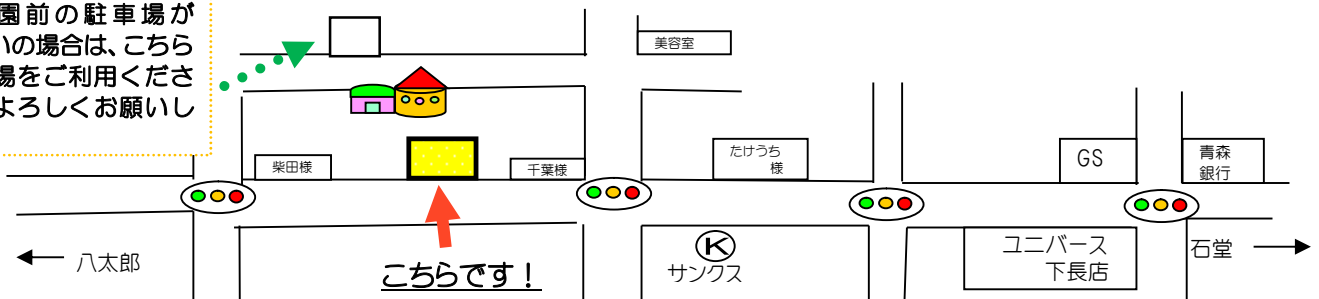 園前の駐車場が
いの場合は、こちら
場をご利用くださ
よろしくお願いし
美容室
柴田様
千葉様
たけうち
様
GS
青森
銀行
八太郎
こちらです！
K
サンクス
ユニバース
下長店
石堂